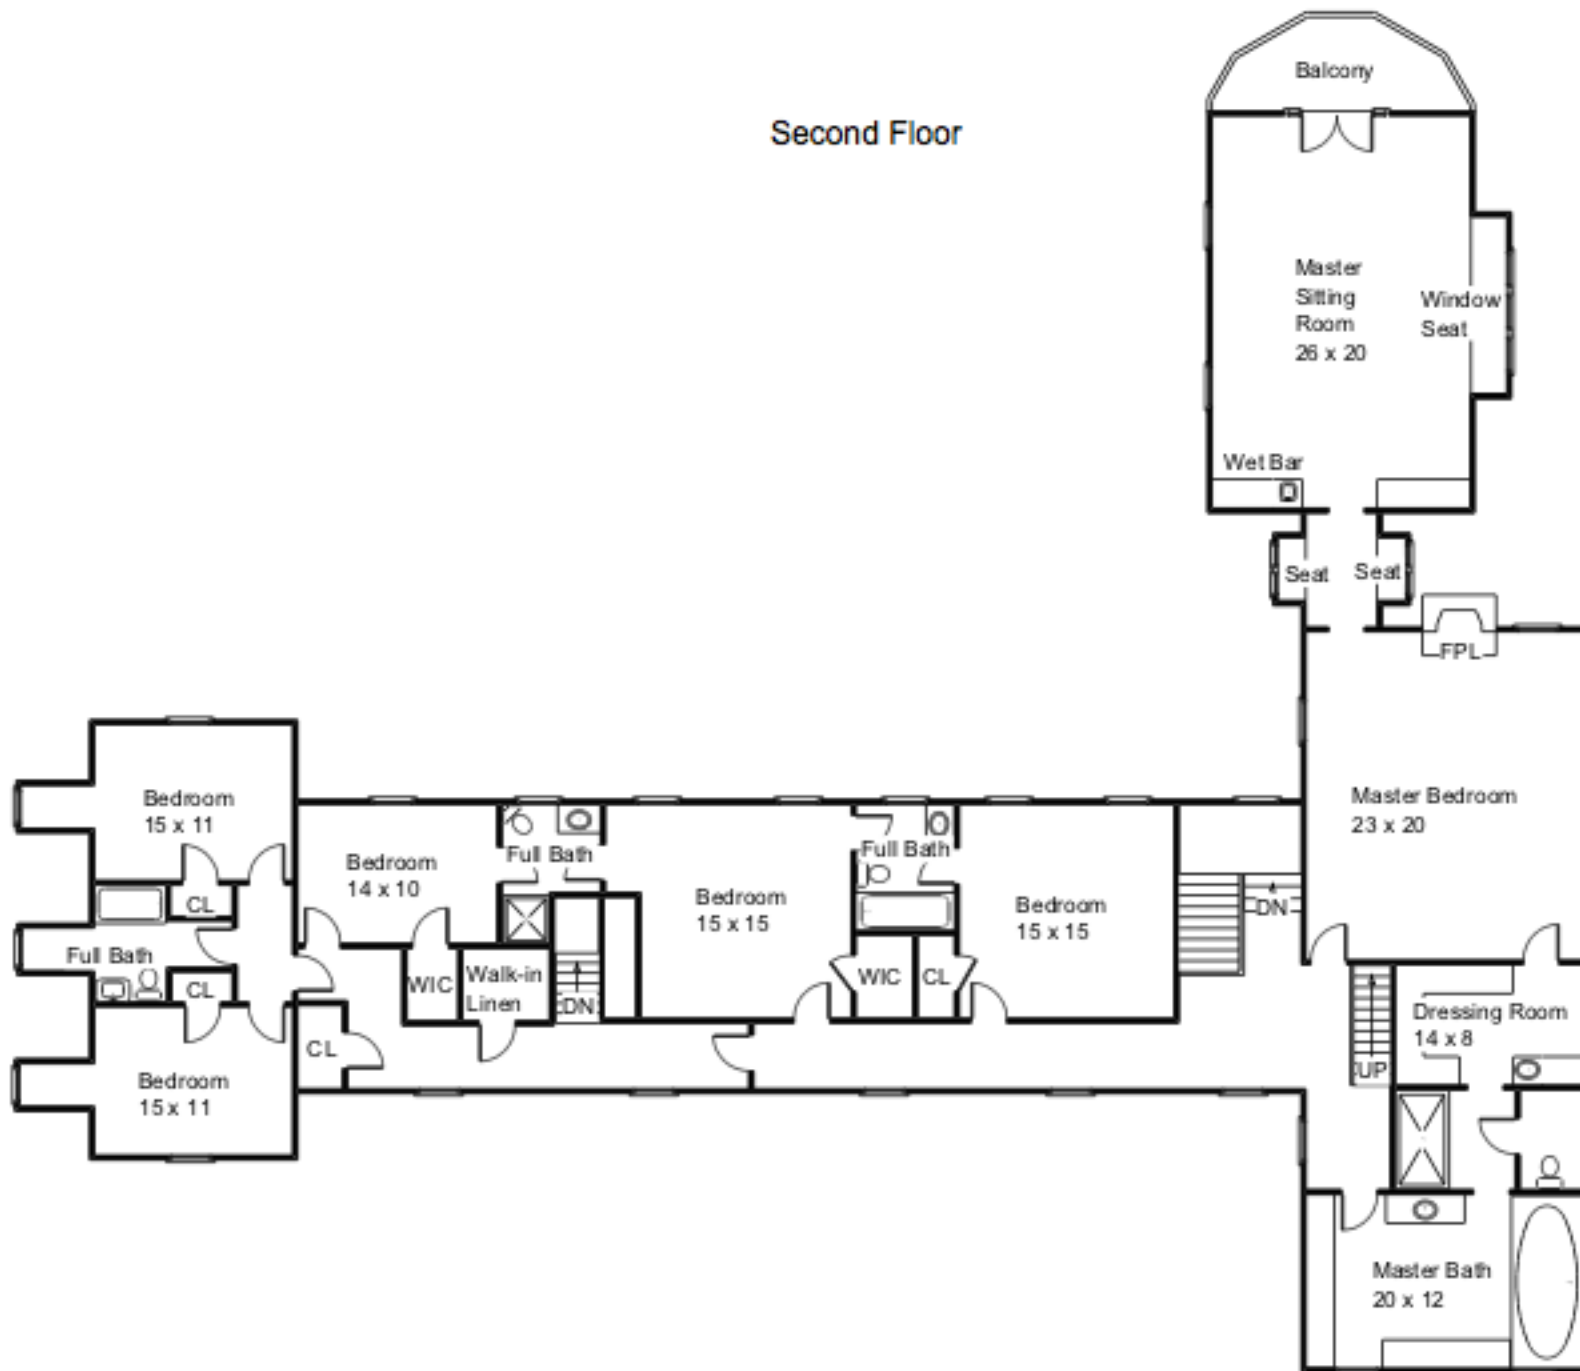 Balcony
Second Floor
Master
Sitting
Room
26 x 20
Window
Seat
Wet Bar
Seat
Seat
FPL
Master Bedroom
23 x 20
Bedroom
15 x 11
Bedroom
14 x 10
Full Bath
Bedroom
15 x 15
Full Bath
Bedroom
15 x 15
CL
DN
Full Bath
CL
WIC
Walk-in
Linen
DN
WIC
CL
CL
Bedroom
15 x 11
Dressing Room
14 x 8
UP
Master Bath
20 x 12